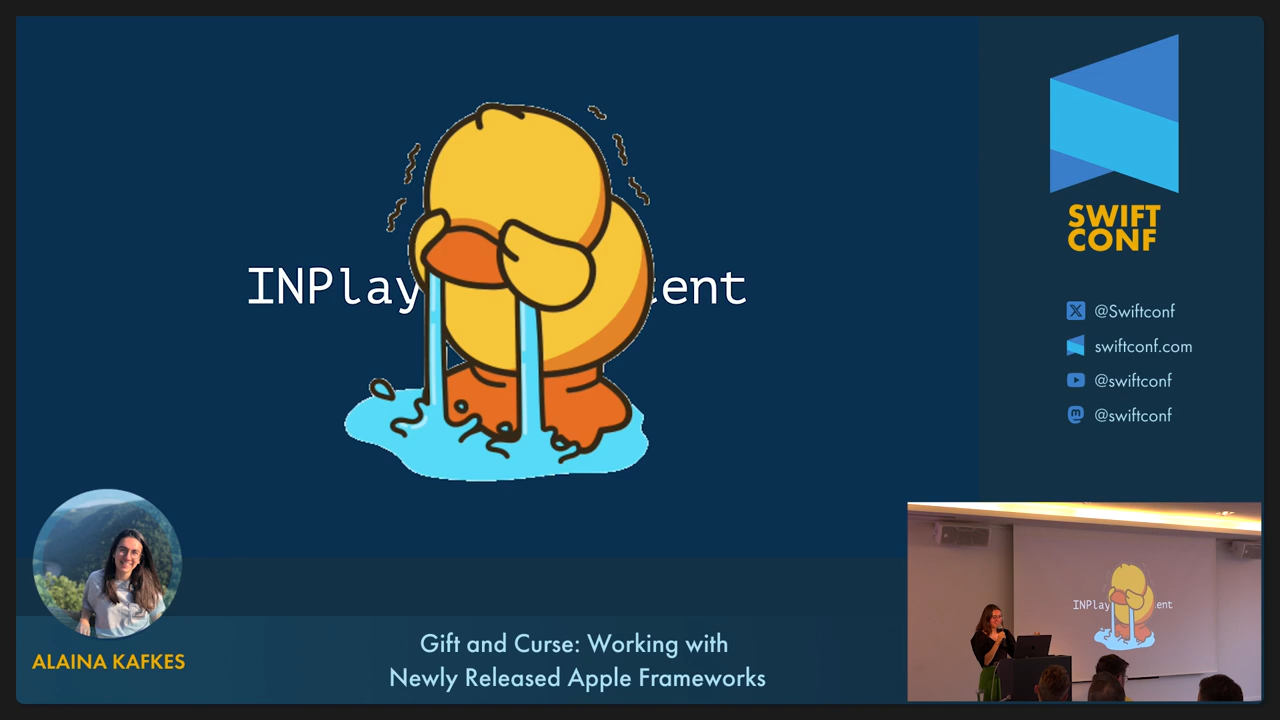 INPlay ent
SWIFT
CONF
@Swiftconf
swiftconf.com
@swiftconf
@swiftconf
ALAINA KAFKES
Gift and Curse: Working with
Newly Released Apple Frameworks
INPlay ent